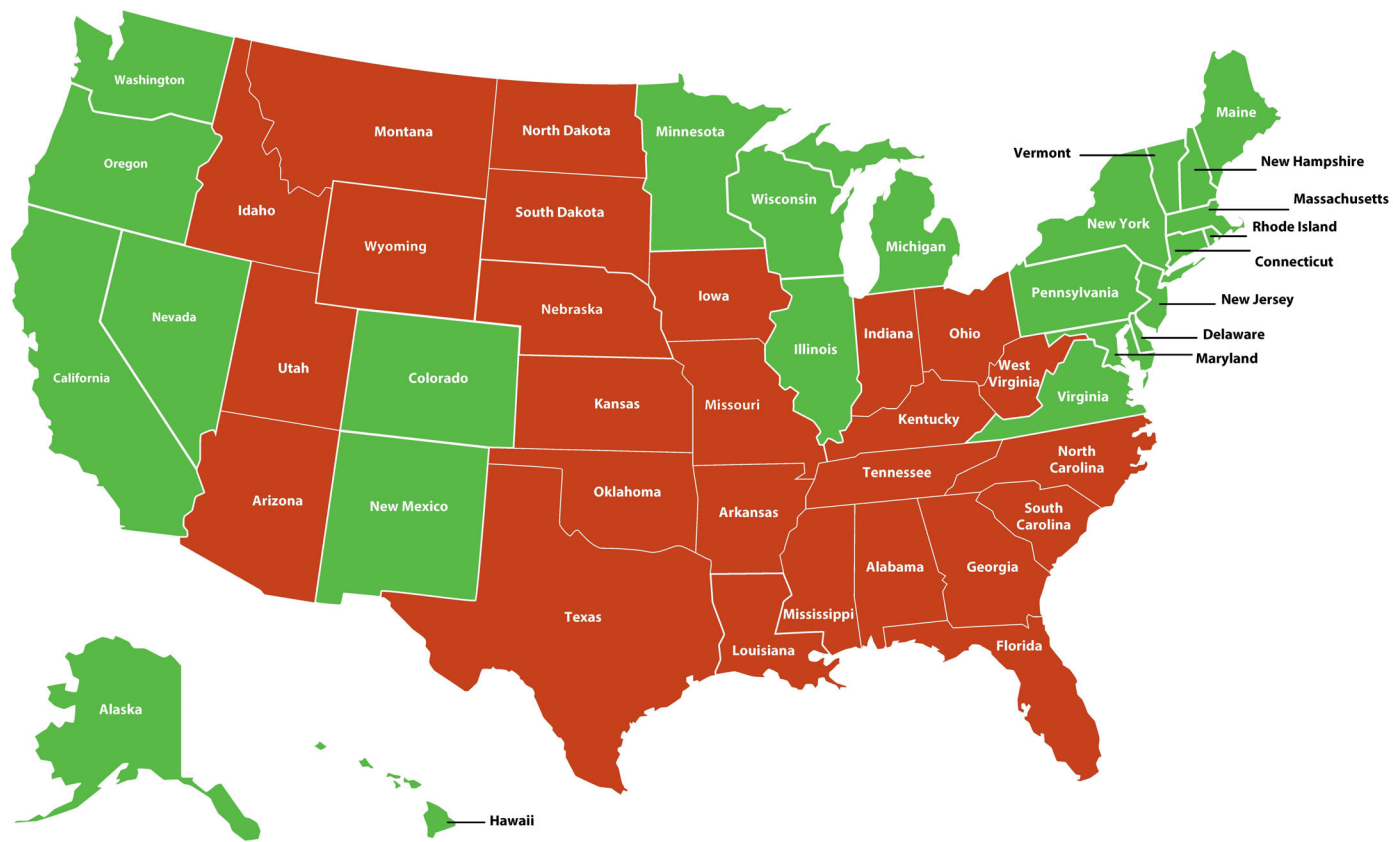 Washington
Oregon
California
Nevada
Idaho
Montana
Wyoming
Utah
Colorado
Arizona
New Mexico
North Dakota
South Dakota
Nebraska
Kansas
Oklahoma
Texas
Minnesota
Iowa
Missouri
Arkansas
Louisiana
Wisconsin
Illinois
Michigan
Indiana
Ohio
Kentucky
Tennessee
Mississippi
Alabama
Georgia
Florida
South
Carolina
North
Carolina
West
Virginia
Virginia
Pennsylvania
New York
Maine
Vermont
New Hampshire
Massachusetts
Rhode Island
Connecticut
New Jersey
Delaware
Maryland
Alaska
Hawaii